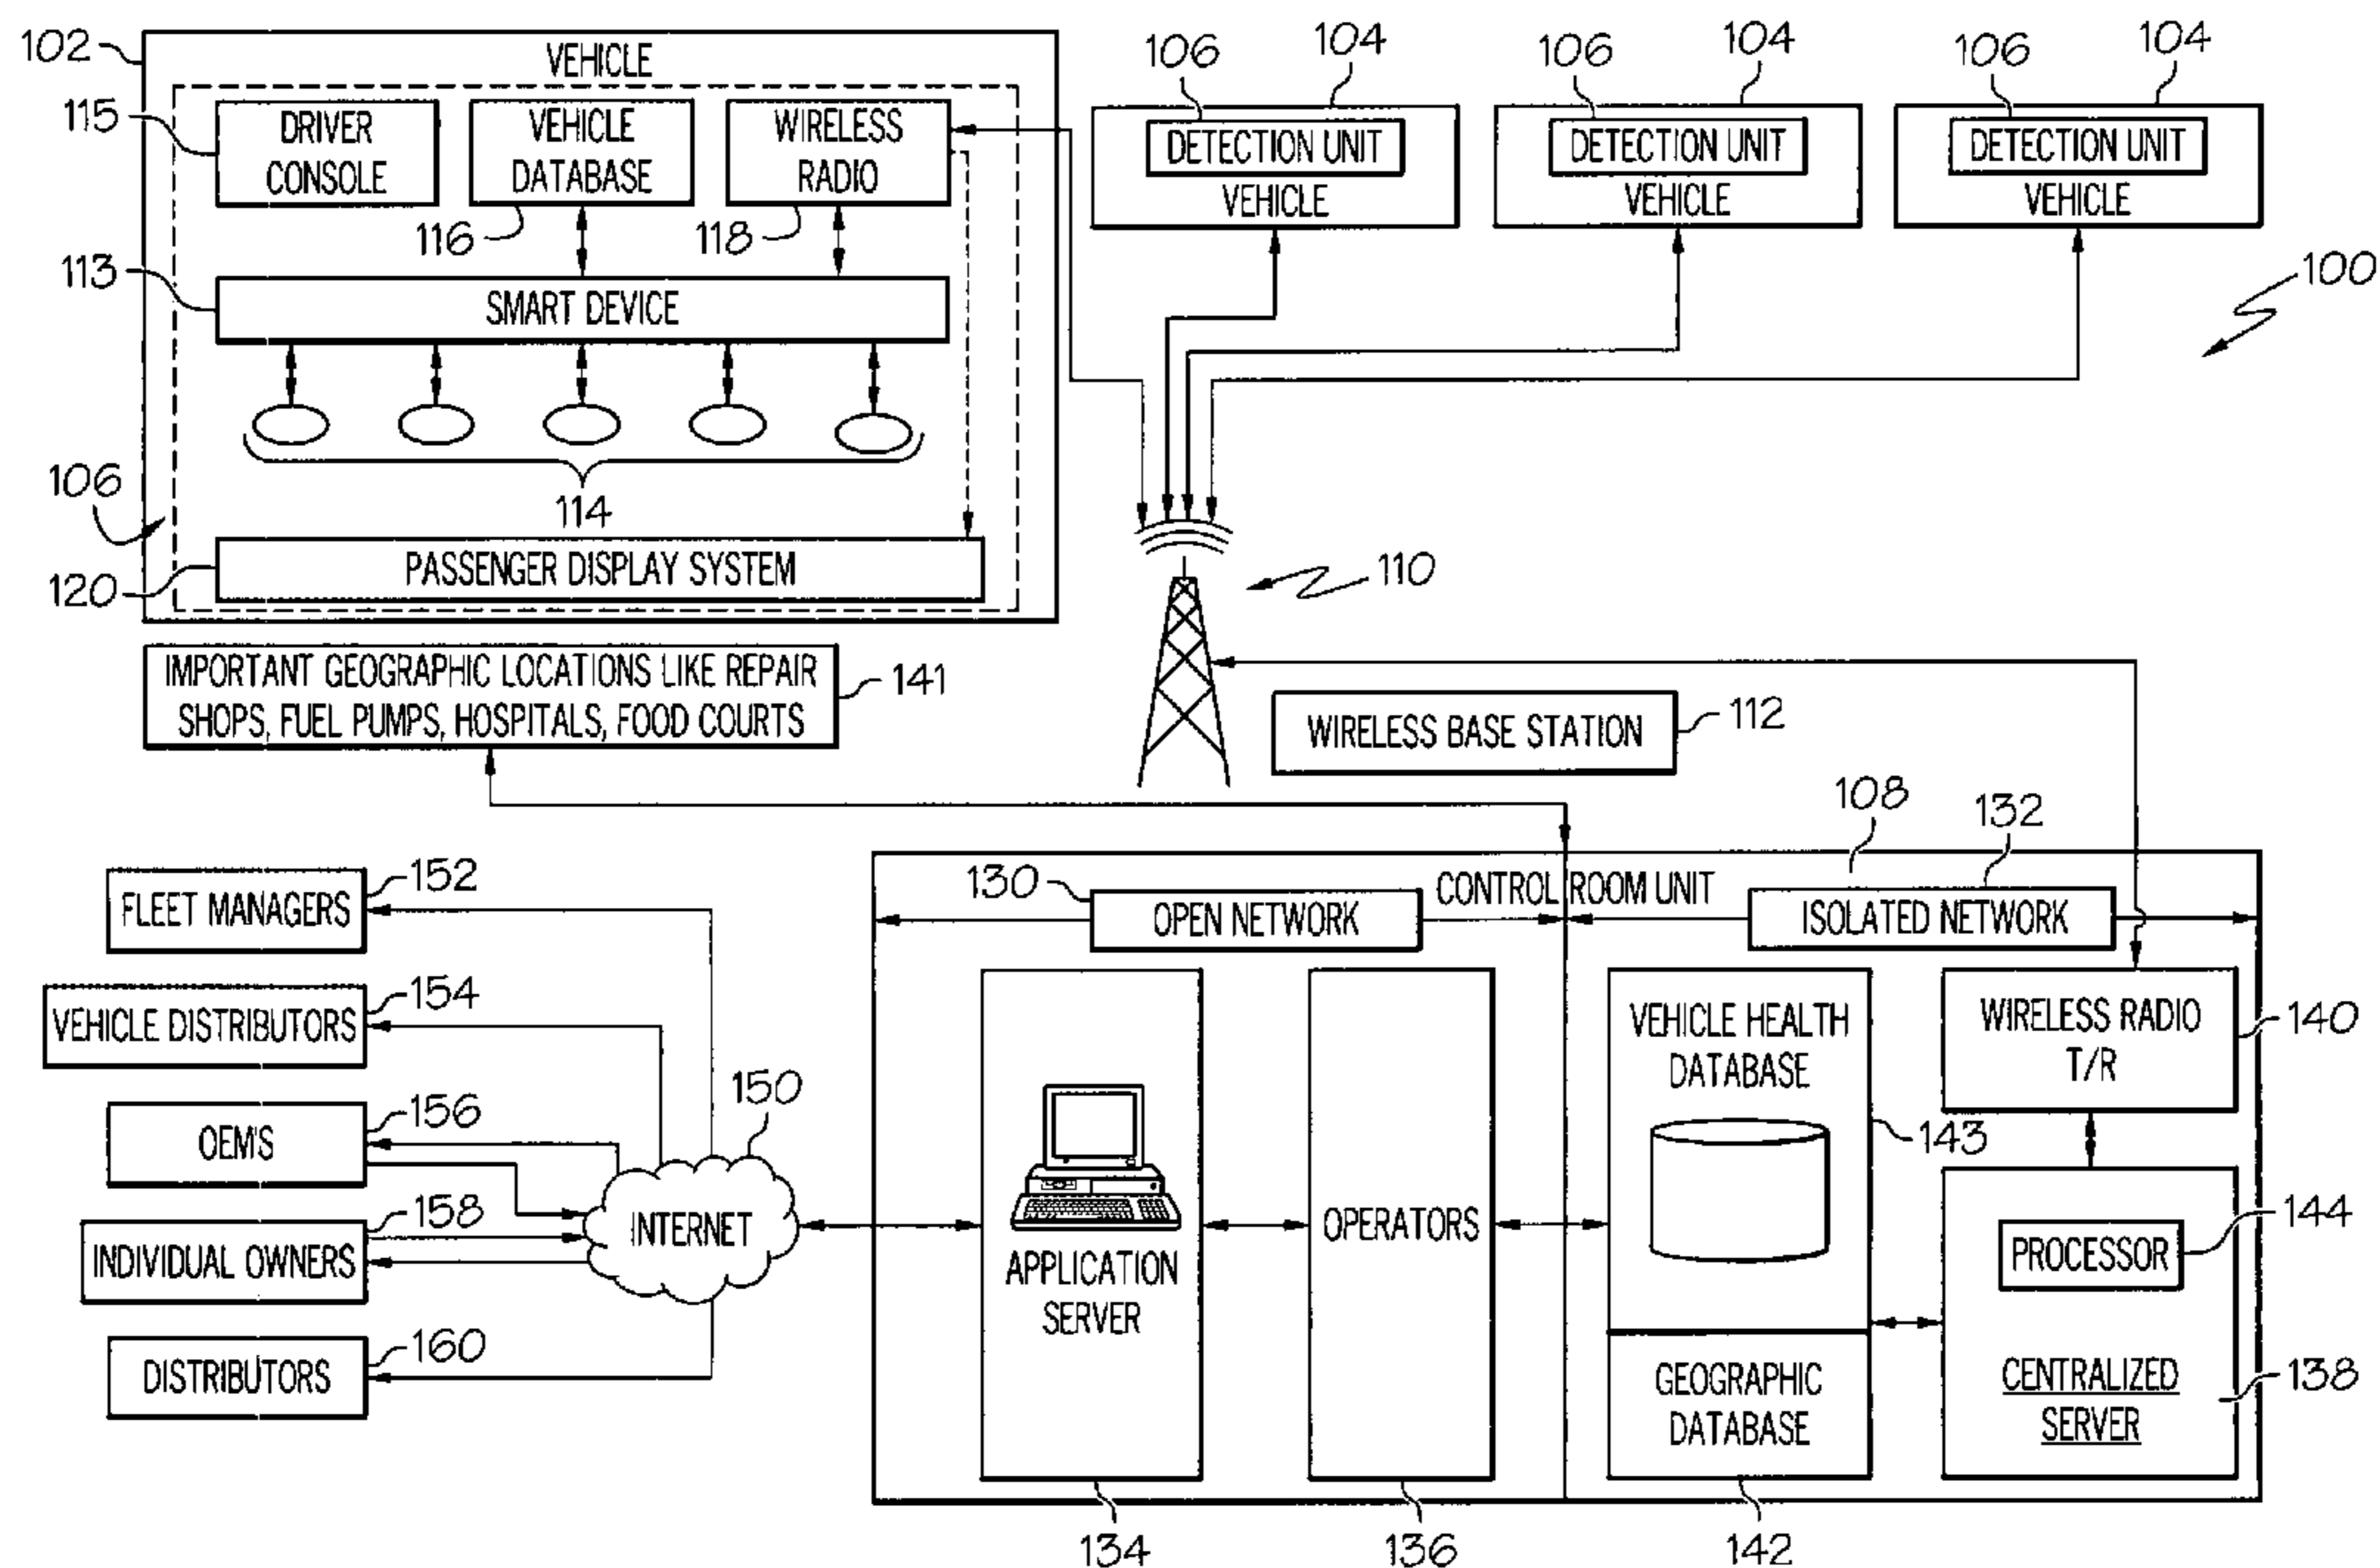 102
VEHICLE
115
DRIVER
CONSOLE
VEHICLE
DATABASE
WIRELESS
RADIO
116
118
113
SMART DEVICE
114
106
120
PASSENGER DISPLAY SYSTEM
106
104
DETECTION UNIT
VEHICLE
106
104
DETECTION UNIT
VEHICLE
106
104
DETECTION UNIT
VEHICLE
100
110
IMPORTANT GEOGRAPHIC LOCATIONS LIKE REPAIR
SHOPS, FUEL PUMPS, HOSPITALS, FOOD COURTS
141
WIRELESS BASE STATION
112
108
132
130
CONTROL ROOM UNIT
OPEN NETWORK
ISOLATED NETWORK
FLEET MANAGERS
152
VEHICLE DISTRIBUTORS
154
OEM'S
156
INDIVIDUAL OWNERS
158
DISTRIBUTORS
160
150
INTERNET
APPLICATION
SERVER
134
OPERATORS
136
VEHICLE HEALTH
DATABASE
143
GEOGRAPHIC
DATABASE
142
WIRELESS RADIO
T/R
140
PROCESSOR
144
CENTRALIZED
SERVER
138